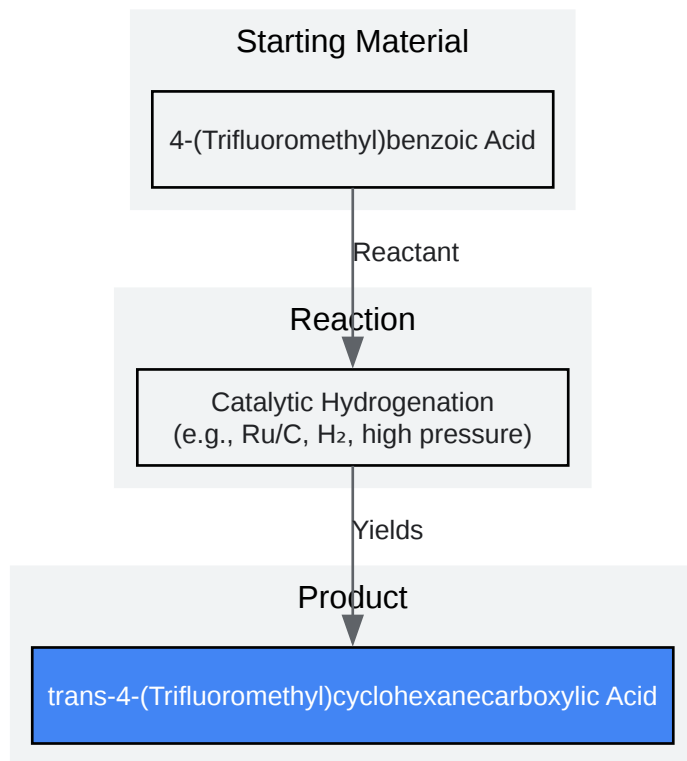 Starting Material
4-(Trifluoromethyl)benzoic Acid
Reactant
Reaction
Catalytic Hydrogenation
(e.g., Ru/C, H₂, high pressure)
Yields
Product
trans-4-(Trifluoromethyl)cyclohexanecarboxylic Acid